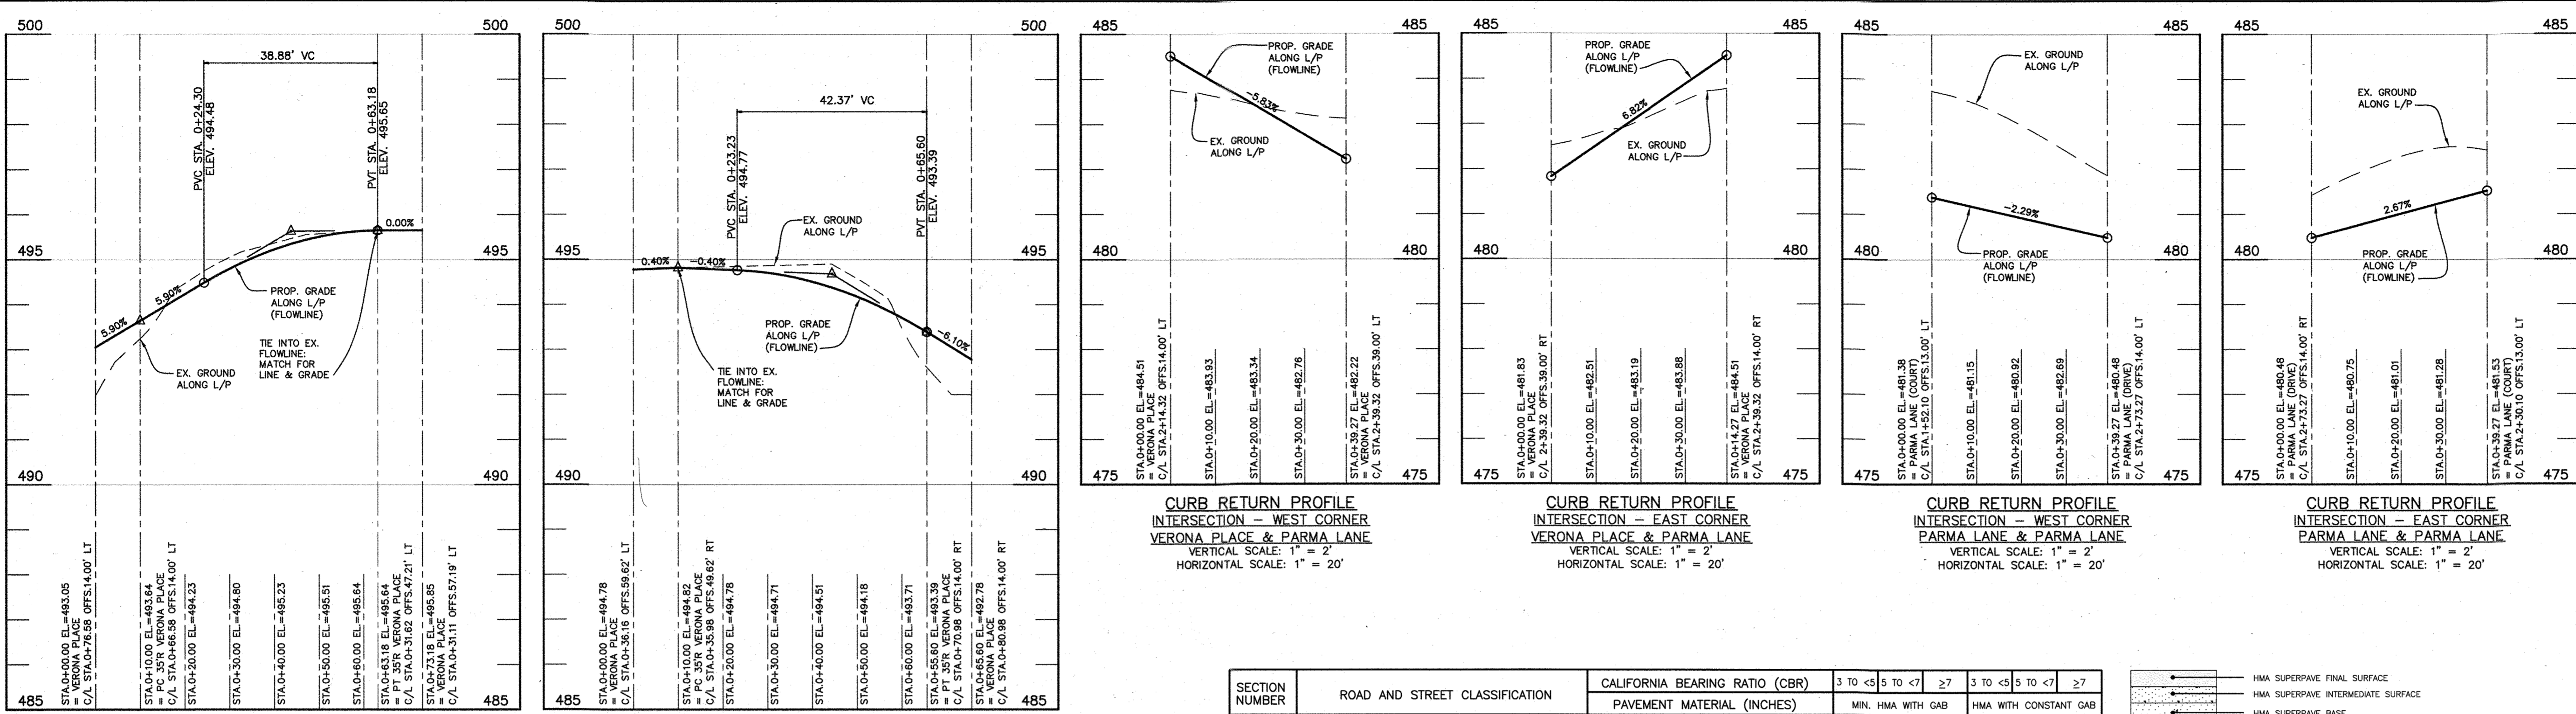 500
500
38.88' VC
PVC STA. 0+24.30
ELEV. 494.48
PVT STA. 0+63.18
ELEV. 495.65
0.00%
495
495
5.90%
5.90%
PROP. GRADE
ALONG L/P
(FLOWLINE)
TIE INTO EX.
FLOWLINE:
MATCH FOR
LINE & GRADE
EX. GROUND
ALONG L/P
490
490
STA.0+00.00 EL.=493.05
= VERONA PLACE
C/L STA.0+76.58 OFFS.14.00' LT
STA.0+10.00 EL.=493.64
= PC 35'R VERONA PLACE
C/L STA.0+66.58 OFFS.14.00' LT
STA.0+20.00 EL.=494.23
STA.0+30.00 EL.=494.80
STA.0+40.00 EL.=495.23
STA.0+50.00 EL.=495.51
STA.0+60.00 EL.=495.64
STA.0+63.18 EL.=495.64
= PT 35'R VERONA PLACE
C/L STA.0+31.62 OFFS.47.21' LT
STA.0+73.18 EL.=495.85
= VERONA PLACE
C/L STA.0+31.11 OFFS.57.19' LT
485
485
500
500
42.37' VC
PVC STA. 0+23.23
ELEV. 494.77
PVT STA. 0+65.60
ELEV. 493.39
EX. GROUND
ALONG L/P
495
495
0.40%
-0.40%
PROP. GRADE
ALONG L/P
(FLOWLINE)
-6.10%
TIE INTO EX.
FLOWLINE:
MATCH FOR
LINE & GRADE
490
490
STA.0+00.00 EL.=494.78
C/L STA.0+36.16 OFFS.59.62' LT
STA.0+10.00 EL.=494.82
= PC 35'R VERONA PLACE
C/L STA.0+35.98 OFFS.49.62' RT
STA.0+20.00 EL.=494.78
STA.0+30.00 EL.=494.71
STA.0+40.00 EL.=494.51
STA.0+50.00 EL.=494.18
STA.0+60.00 EL.=493.71
STA.0+55.60 EL.=493.39
= PT 35'R VERONA PLACE
C/L STA.0+70.98 OFFS.14.00' RT
STA.0+65.60 EL.=492.78
= VERONA PLACE
C/L STA.0+80.98 OFFS.14.00' RT
485
485
485
485
PROP. GRADE
ALONG L/P
(FLOWLINE)
-5.83%
EX. GROUND
ALONG L/P
480
480
STA.0+00.00 EL.=484.51
= VERONA PLACE
C/L STA.2+14.32 OFFS.14.00' LT
STA.0+10.00 EL.=483.93
STA.0+20.00 EL.=483.34
STA.0+30.00 EL.=482.76
STA.0+39.27 EL.=482.22
= VERONA PLACE
C/L STA.2+39.32 OFFS.39.00' LT
475
475
CURB RETURN PROFILE
INTERSECTION – WEST CORNER
VERONA PLACE & PARMA LANE
VERTICAL SCALE: 1" = 2'
HORIZONTAL SCALE: 1" = 20'
485
485
PROP. GRADE
ALONG L/P
(FLOWLINE)
6.82%
EX. GROUND
ALONG L/P
480
480
STA.0+00.00 EL.=481.83
= VERONA PLACE
C/L 2+39.32 OFFS.39.00' RT
STA.0+10.00 EL.=482.51
STA.0+20.00 EL.=483.19
STA.0+30.00 EL.=483.88
STA.0+14.27 EL.=484.51
= VERONA PLACE
C/L STA.2+39.32 OFFS.14.00' RT
475
475
CURB RETURN PROFILE
INTERSECTION – EAST CORNER
VERONA PLACE & PARMA LANE
VERTICAL SCALE: 1" = 2'
HORIZONTAL SCALE: 1" = 20'
485
485
EX. GROUND
ALONG L/P
-2.29%
480
480
PROP. GRADE
ALONG L/P
(FLOWLINE)
STA.0+00.00 EL.=481.38
= PARMA LANE (COURT)
C/L STA.1+52.10 OFFS.13.00' LT
STA.0+10.00 EL.=481.15
STA.0+20.00 EL.=480.92
STA.0+30.00 EL.=482.69
STA.0+39.27 EL.=480.48
= PARMA LANE (DRIVE)
C/L STA.2+73.27 OFFS.14.00' LT
475
475
CURB RETURN PROFILE
INTERSECTION – WEST CORNER
PARMA LANE & PARMA LANE
VERTICAL SCALE: 1" = 2'
HORIZONTAL SCALE: 1" = 20'
485
485
EX. GROUND
ALONG L/P
2.67%
480
480
PROP. GRADE
ALONG L/P
(FLOWLINE)
STA.0+00.00 EL.=480.48
= PARMA LANE (DRIVE)
C/L STA.2+73.27 OFFS.14.00' RT
STA.0+10.00 EL.=480.75
STA.0+20.00 EL.=481.01
STA.0+30.00 EL.=481.28
STA.0+39.27 EL.=481.53
= PARMA LANE (COURT)
C/L STA.2+30.10 OFFS.13.00' LT
475
475
CURB RETURN PROFILE
INTERSECTION – EAST CORNER
PARMA LANE & PARMA LANE
VERTICAL SCALE: 1" = 2'
HORIZONTAL SCALE: 1" = 20'
SECTION
NUMBER
ROAD AND STREET CLASSIFICATION
CALIFORNIA BEARING RATIO (CBR)
3 TO <5
5 TO <7
≥7
3 TO <5
5 TO <7
≥7
PAVEMENT MATERIAL (INCHES)
MIN. HMA WITH GAB
HMA WITH CONSTANT GAB
HMA SUPERPAVE FINAL SURFACE
HMA SUPERPAVE INTERMEDIATE SURFACE
HMA SUPERPAVE BASE